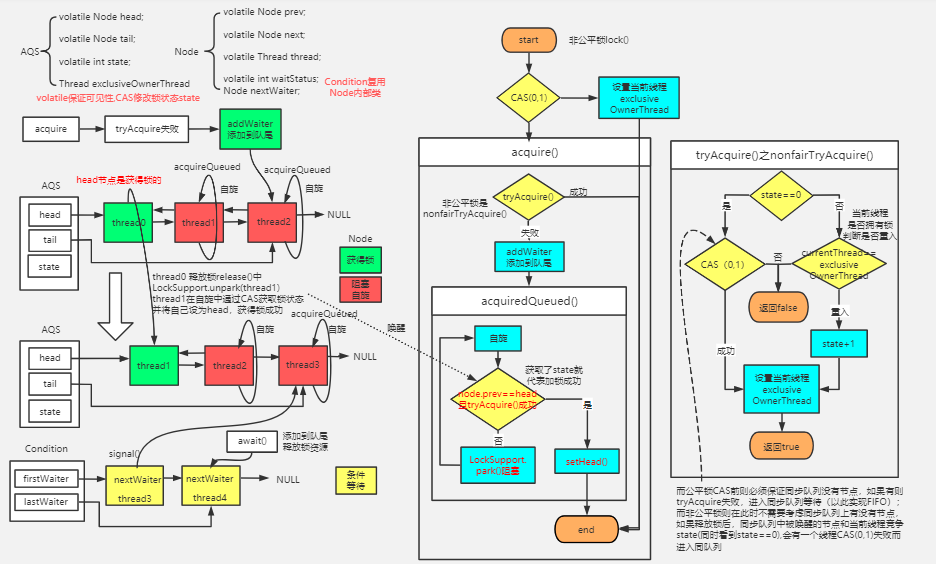 AQS
volatile Node head;
volatile Node tail;
volatile int state;
Thread exclusiveOwnerThread
volatile保证可见性,CAS修改锁状态state
Node
volatile Node prev;
volatile Node next;
volatile Thread thread;
volatile int waitStatus;
Node nextWaiter;
Condition复用
Node内部类
acquire
tryAcquire失败
addWaiter
添加到队尾
AQS
head
tail
state
head节点是获得锁的
acquireQueued
自旋
acquireQueued
自旋
thread0
thread1
thread2
NULL
Node
获得锁
阻塞
自旋
thread0 释放锁release()中
LockSupport.unpark(thread1)
thread1在自旋中通过CAS获取锁状态
并将自己设为head，获得锁成功
唤醒
AQS
head
tail
state
自旋
acquireQueued
自旋
thread1
thread2
thread3
NULL
Condition
firstWaiter
lastWaiter
signal()
nextWaiter
thread3
await()
添加到队尾
释放锁资源
nextWaiter
thread4
NULL
条件
等待
start
非公平锁lock()
CAS(0,1)
设置当前线程
exclusive
OwnerThread
acquire()
非公平锁是
nonfairTryAcquire()
tryAcquire()
成功
失败
addWaiter
添加到队尾
acquiredQueued()
自旋
获取了state就
代表加锁成功
node.prev==head
且tryAcquire()成功
是
否
LockSupport.
park()阻塞
setHead()
end
tryAcquire()之nonfairTryAcquire()
state==0
是
否
当前线程
是否拥有锁
判断是否重入
CAS（0,1）
否
currentThread==
exclusive
OwnerThread
返回false
重入
state+1
成功
设置当前线程
exclusive
OwnerThread
返回true
而公平锁CAS前则必须保证同步队列没有节点，如果有则
tryAcquire失败，进入同步队列等待（以此实现FIFO）；
而非公平锁则在此时不需要考虑同步队列上有没有节点，
如果释放锁后，同步队列中被唤醒的节点和当前线程竞争
state(同时看到state==0),会有一个线程CAS(0,1)失败而
进入同队列